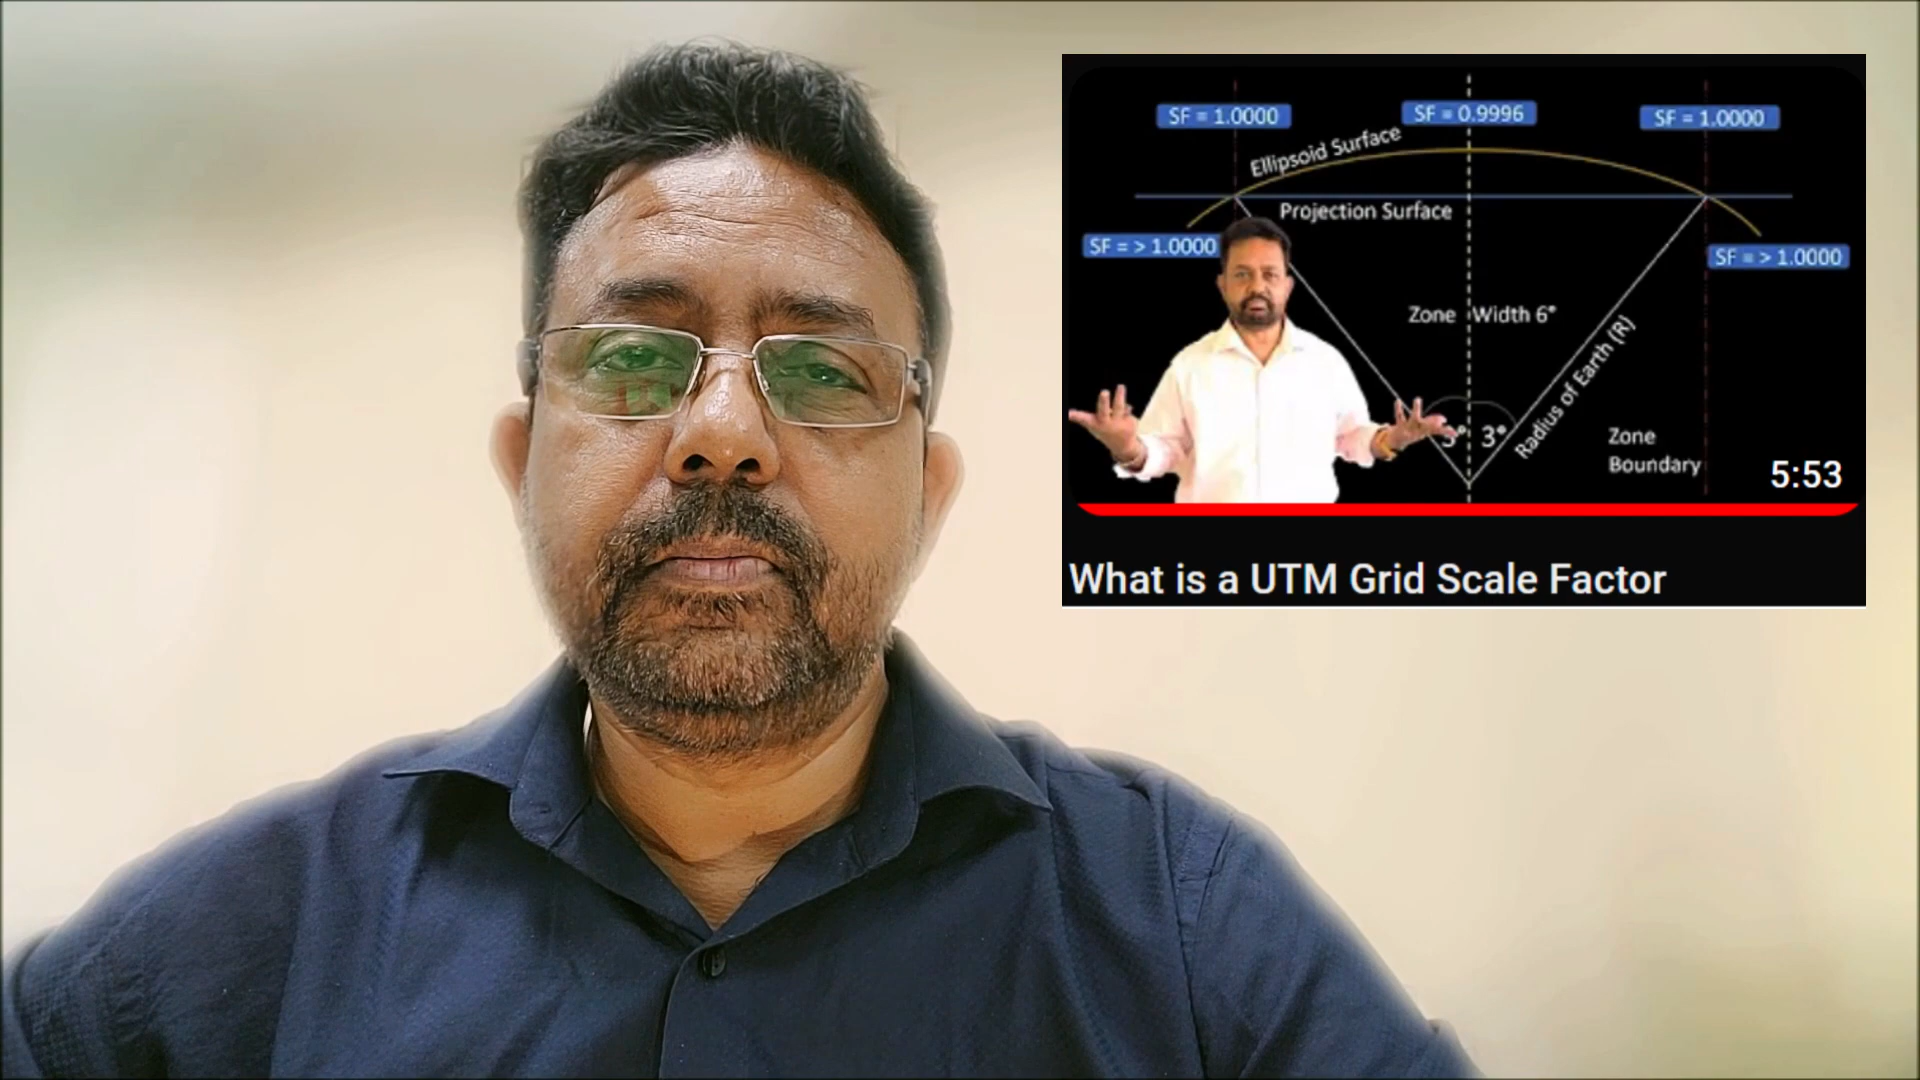 SF = 1.0000
SF = 0.9996
SF = 1.0000
Ellipsoid Surface
Projection Surface
SF = > 1.0000
SF = > 1.0000
Zone Width 6°
Radius of Earth (R)
3° 3°
Zone
Boundary
5:53
What is a UTM Grid Scale Factor